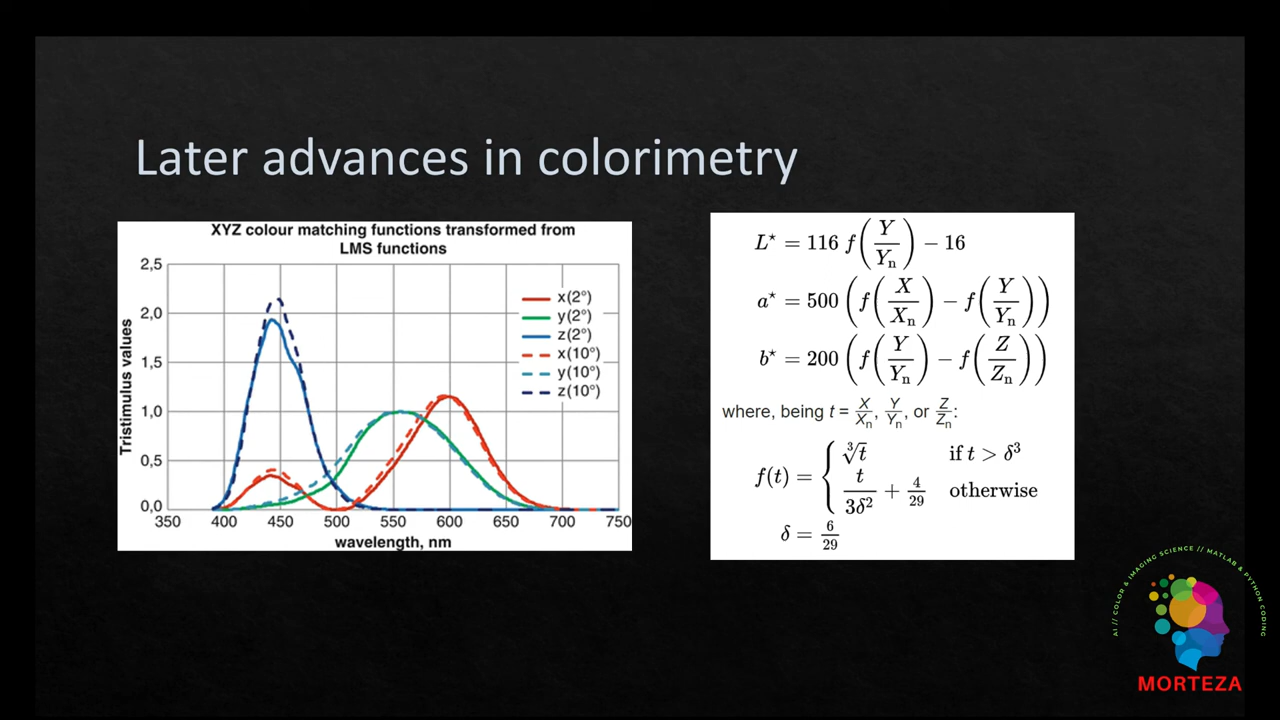 Later advances in colorimetry
XYZ colour matching functions transformed from
LMS functions
2,5
2,0
1,5
1,0
0,5
0,0
350 400 450 500 550 600 650 700 750
Tristimulus values
wavelength, nm
x(2°)
y(2°)
z(2°)
x(10°)
y(10°)
z(10°)
L⋆ = 116 f(Y/Yn) − 16
a⋆ = 500 (f(X/Xn) − f(Y/Yn))
b⋆ = 200 (f(Y/Yn) − f(Z/Zn))
where, being t = X/Xn, Y/Yn, or Z/Zn:
f(t) = { ∛t if t > δ³
t/3δ² + 4/29 otherwise
δ = 6/29
AI // COLOR & IMAGING SCIENCE // MATLAB & PYTHON CODING
MORTEZA